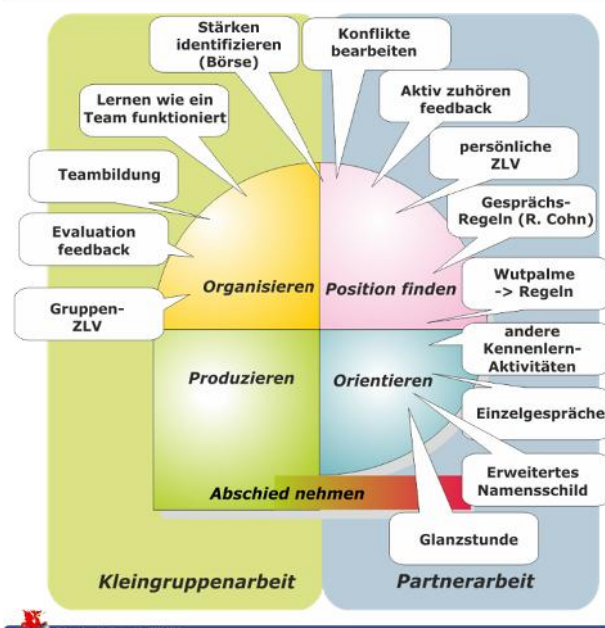 Stärken
identifizieren
(Börse)
Konflikte
bearbeiten
Lernen wie ein
Team funktioniert
Aktiv zuhören
feedback
Teambildung
persönliche
ZLV
Evaluation
feedback
Gesprächs-
Regeln (R. Cohn)
Gruppen-
ZLV
Organisieren
Position finden
Wutpalme
-> Regeln
Produzieren
Orientieren
andere
Kennenlern-
Aktivitäten
Einzelgespräche
Erweitertes
Namensschild
Abschied nehmen
Glanzstunde
Kleingruppenarbeit
Partnerarbeit